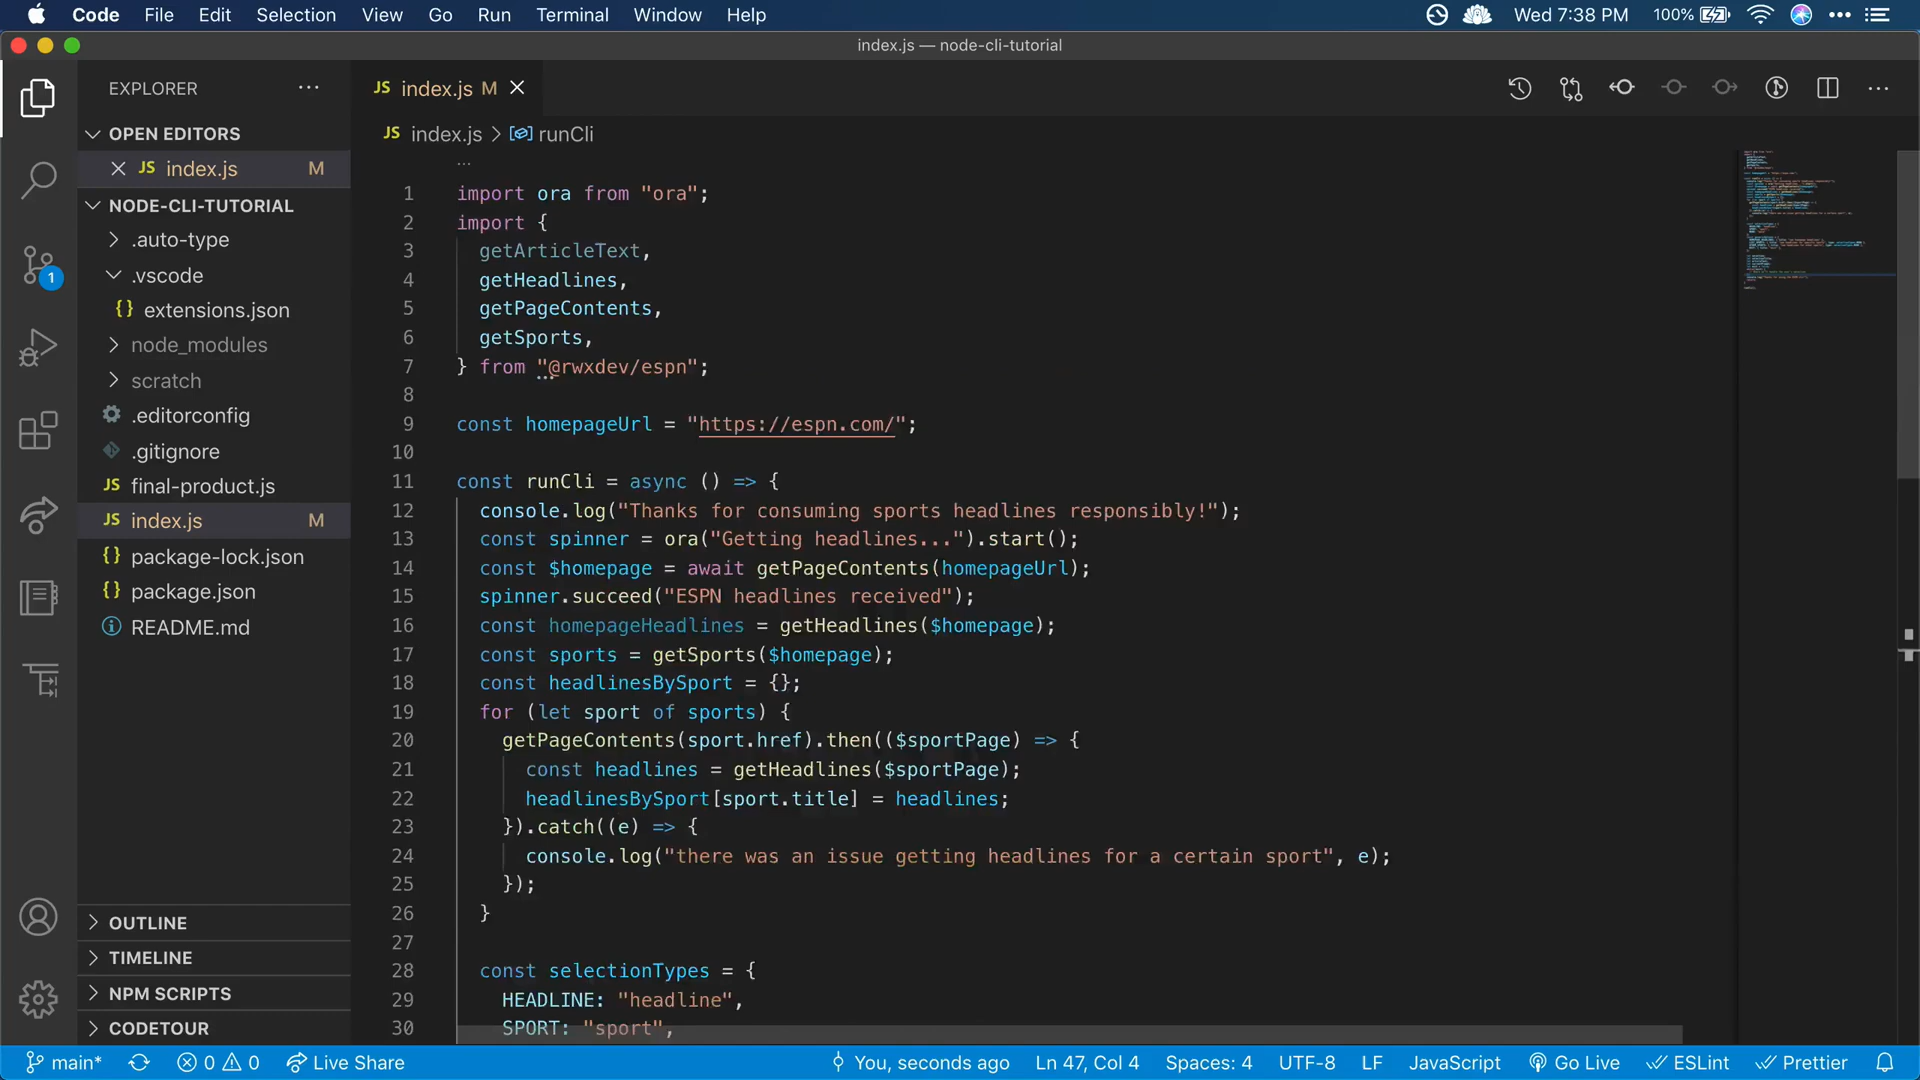 Code File Edit Selection View Go Run Terminal Window Help 100% Wed 7:38 PM
index.js — node-cli-tutorial
EXPLORER ...
JS index.js M
JS index.js > runCli
OPEN EDITORS
JS index.js M
NODE-CLI-TUTORIAL
.auto-type
.vscode
{} extensions.json
node_modules
scratch
.editorconfig
.gitignore
JS final-product.js
JS index.js M
{} package-lock.json
{} package.json
README.md
1
OUTLINE
TIMELINE
NPM SCRIPTS
CODETOUR
...
1 import ora from "ora";
2 import {
3 getArticleText,
4 getHeadlines,
5 getPageContents,
6 getSports,
7 } from "@rwxdev/espn";
8
9 const homepageUrl = "https://espn.com/";
10
11 const runCli = async () => {
12 console.log("Thanks for consuming sports headlines responsibly!");
13 const spinner = ora("Getting headlines...").start();
14 const $homepage = await getPageContents(homepageUrl);
15 spinner.succeed("ESPN headlines received");
16 const homepageHeadlines = getHeadlines($homepage);
17 const sports = getSports($homepage);
18 const headlinesBySport = {};
19 for (let sport of sports) {
20 getPageContents(sport.href).then(($sportPage) => {
21 const headlines = getHeadlines($sportPage);
22 headlinesBySport[sport.title] = headlines;
23 }).catch((e) => {
24 console.log("there was an issue getting headlines for a certain sport", e);
25 });
26 }
27
28 const selectionTypes = {
29 HEADLINE: "headline",
30 SPORT: "sport",
main* 0 0 Live Share You, seconds ago Ln 47, Col 4 Spaces: 4 UTF-8 LF JavaScript Go Live ESLint Prettier